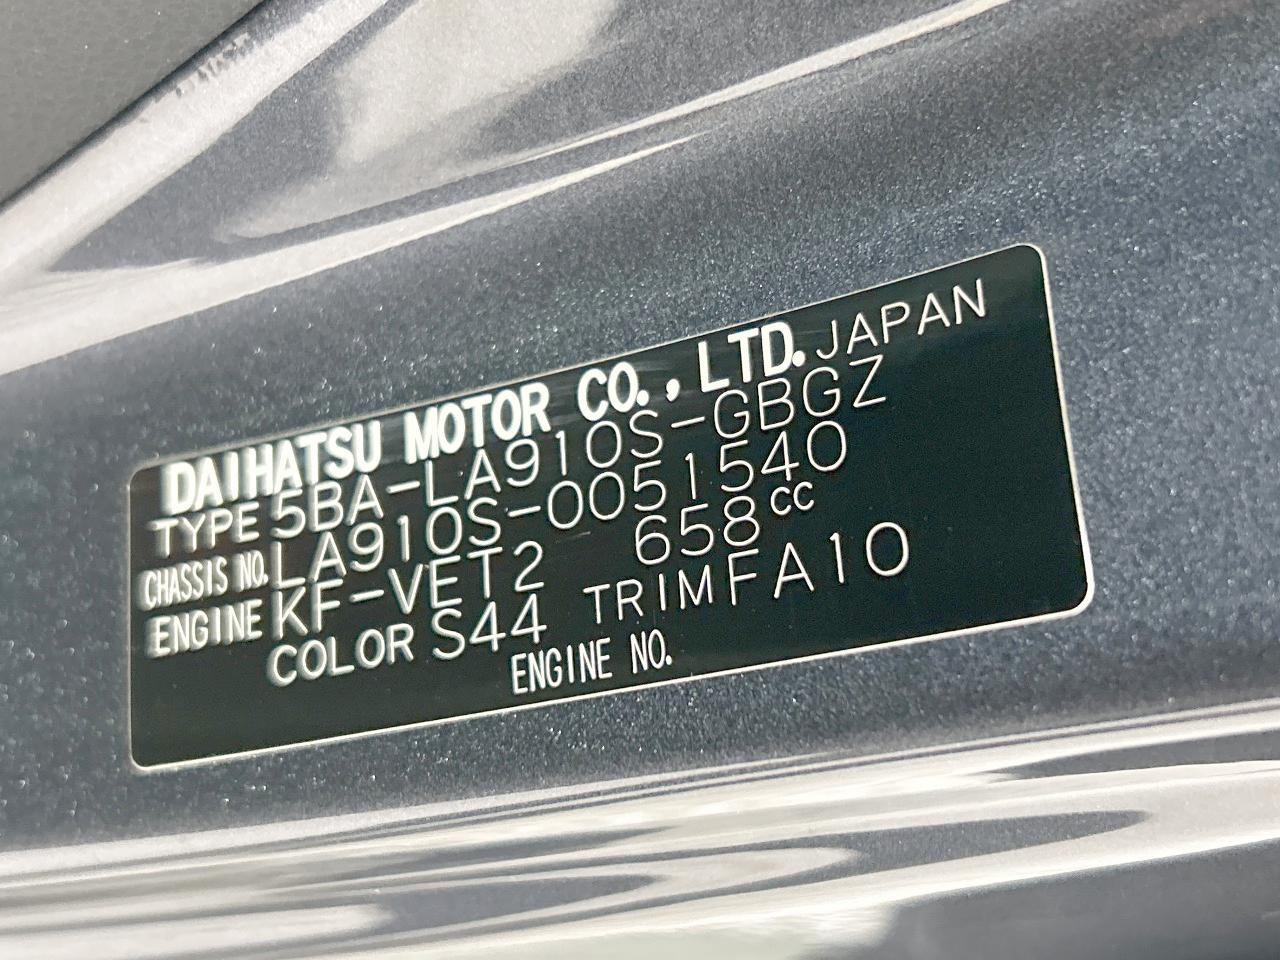 DAIHATSU MOTOR CO., LTD. JAPAN
TYPE 5BA-LA910S-GBGZ
CHASSIS NO. LA910S-0051540
ENGINE KF-VET2 658cc
COLOR S44 TRIM FA10
ENGINE NO.